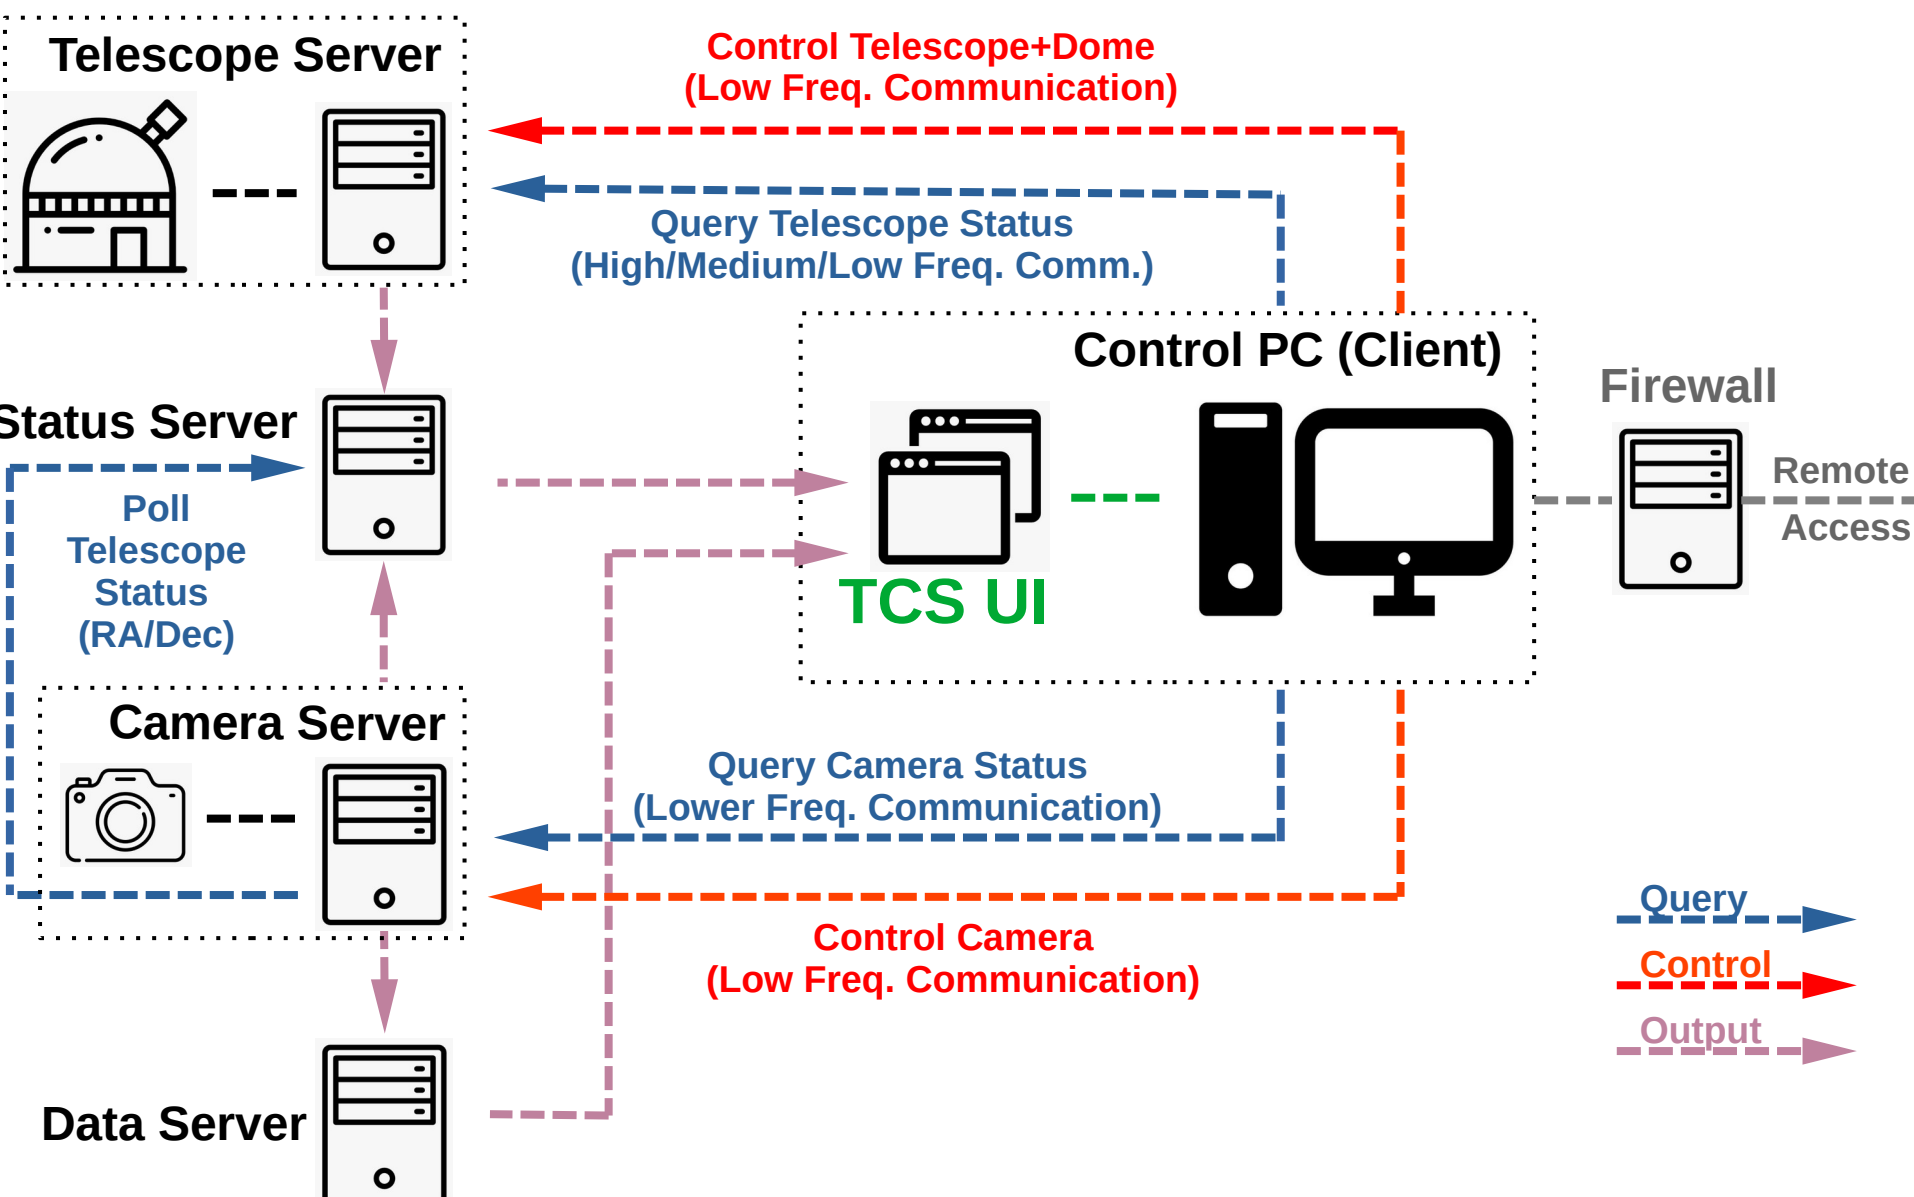 Telescope Server
Control Telescope+Dome
(Low Freq. Communication)
Query Telescope Status
(High/Medium/Low Freq. Comm.)
Control PC (Client)
Firewall
Status Server
Remote
Access
Poll
Telescope
Status
(RA/Dec)
TCS UI
Camera Server
Query Camera Status
(Lower Freq. Communication)
Control Camera
(Low Freq. Communication)
Query
Control
Output
Data Server